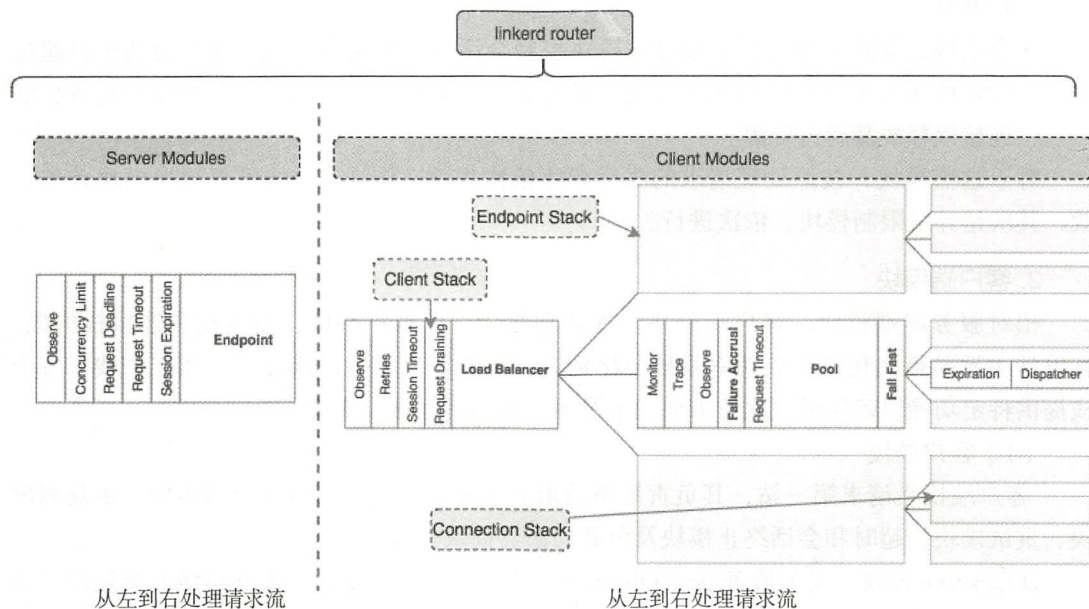 linkerd router
Server Modules
Client Modules
Endpoint Stack
Client Stack
Observe
Concurrency Limit
Request Deadline
Request Timeout
Session Expiration
Endpoint
Observe
Retries
Session Timeout
Request Draining
Load Balancer
Monitor
Trace
Observe
Failure Accrual
Request Timeout
Pool
Fall Fast
Expiration
Dispatcher
Connection Stack
从左到右处理请求流
从左到右处理请求流